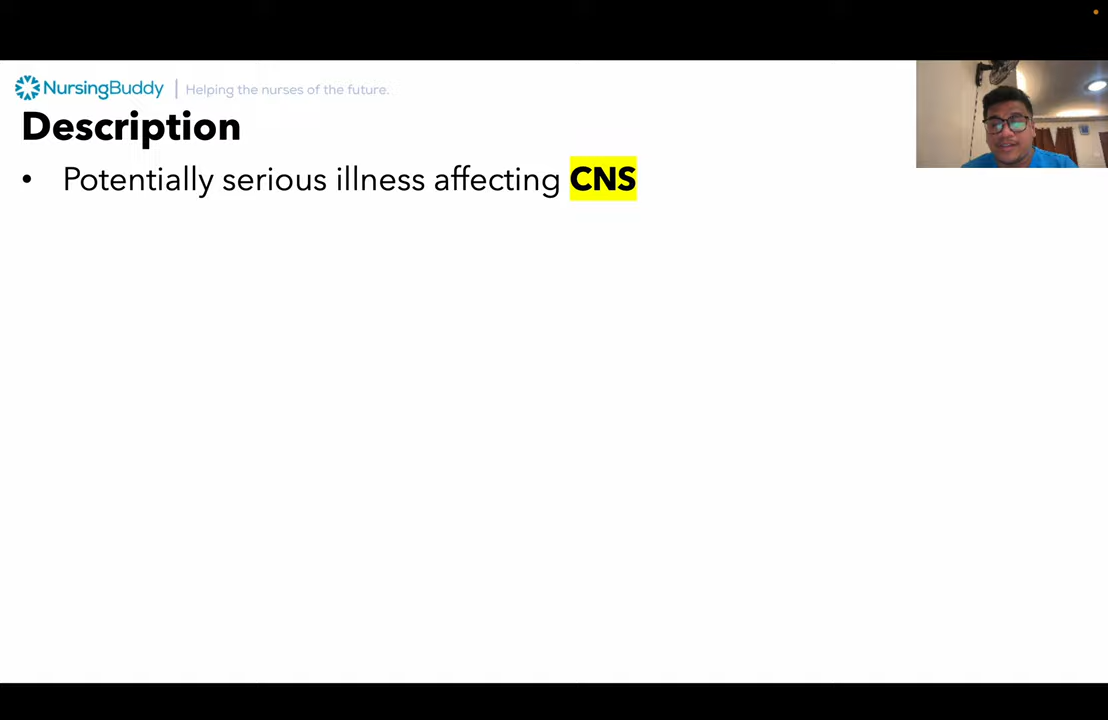 NursingBuddy | Helping the nurses of the future.
Description
• Potentially serious illness affecting CNS